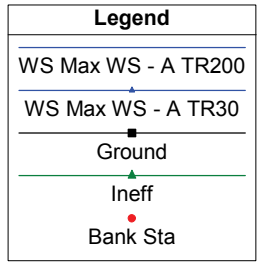 Legend
WS Max WS - A TR200
WS Max WS - A TR30
Ground
Ineff
Bank Sta